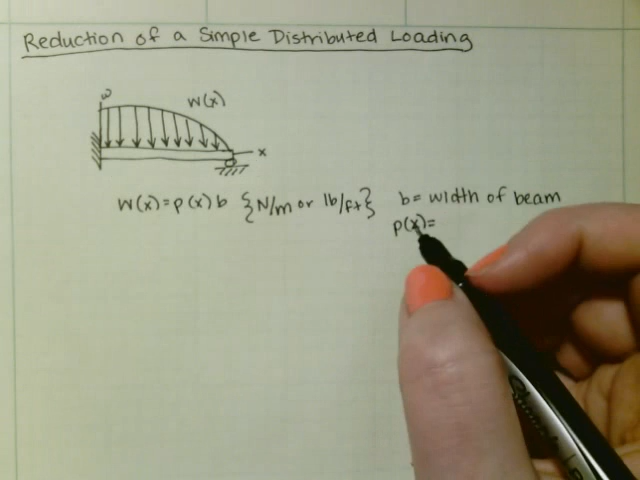 Reduction of a Simple Distributed Loading
w
W(x)
x
W(x)=p(x)b {N/m or lb/ft} b= width of beam
p(x)=